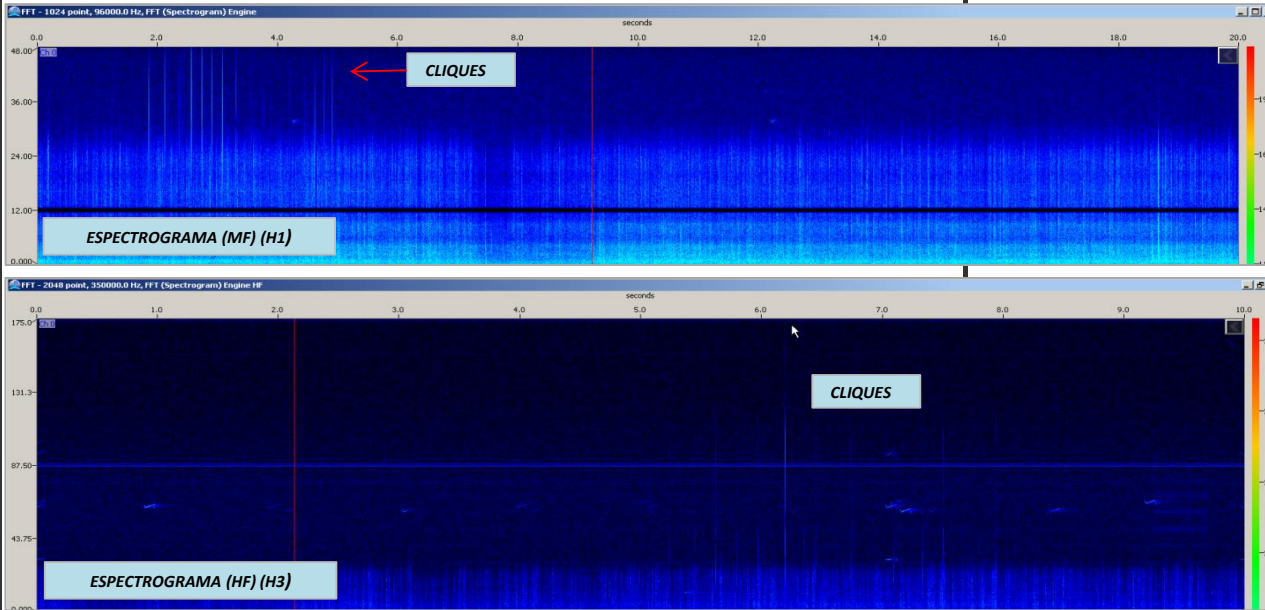 FFT - 1024 point, 96000.0 Hz, FFT (Spectrogram) Engine
seconds
0.0 2.0 4.0 6.0 8.0 10.0 12.0 14.0 16.0 18.0 20.0
48.00
Ch 0
CLIQUES
36.00
24.00
12.00
ESPECTROGRAMA (MF) (H1)
0.000
FFT - 2048 point, 350000.0 Hz, FFT (Spectrogram) Engine HF
seconds
0.0 1.0 2.0 3.0 4.0 5.0 6.0 7.0 8.0 9.0 10.0
175.0
Ch 0
CLIQUES
131.3
87.50
43.75
ESPECTROGRAMA (HF) (H3)
0.000